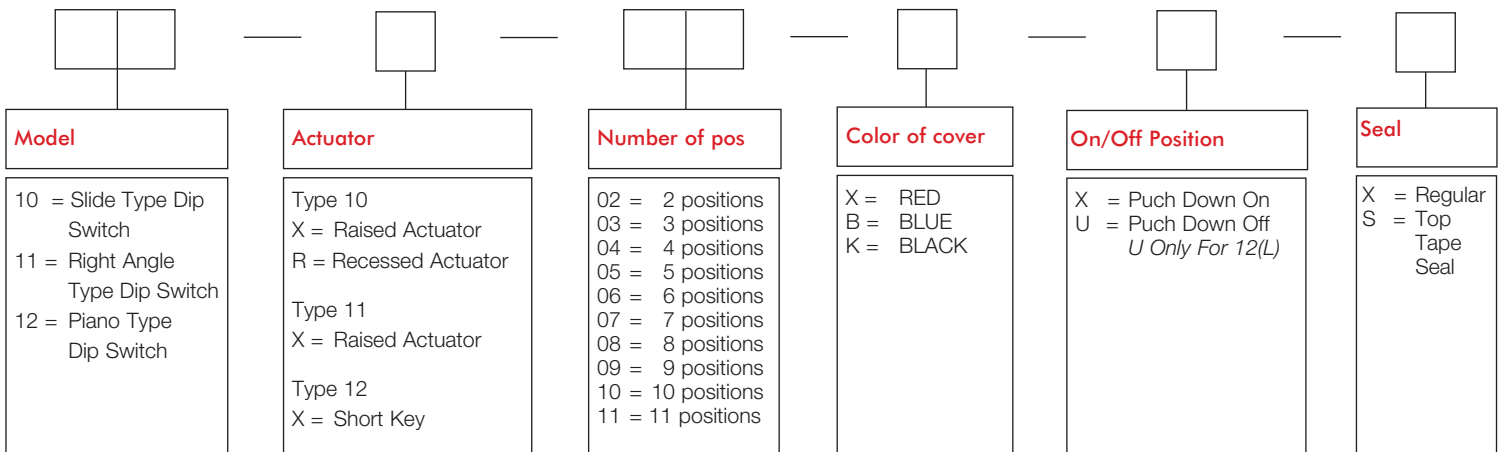 Model
10 = Slide Type Dip
Switch
11 = Right Angle
Type Dip Switch
12 = Piano Type
Dip Switch
Actuator
Type 10
X = Raised Actuator
R = Recessed Actuator
Type 11
X = Raised Actuator
Type 12
X = Short Key
Number of pos
02 = 2 positions
03 = 3 positions
04 = 4 positions
05 = 5 positions
06 = 6 positions
07 = 7 positions
08 = 8 positions
09 = 9 positions
10 = 10 positions
11 = 11 positions
Color of cover
X = RED
B = BLUE
K = BLACK
On/Off Position
X = Puch Down On
U = Puch Down Off
U Only For 12(L)
Seal
X = Regular
S = Top
Tape
Seal